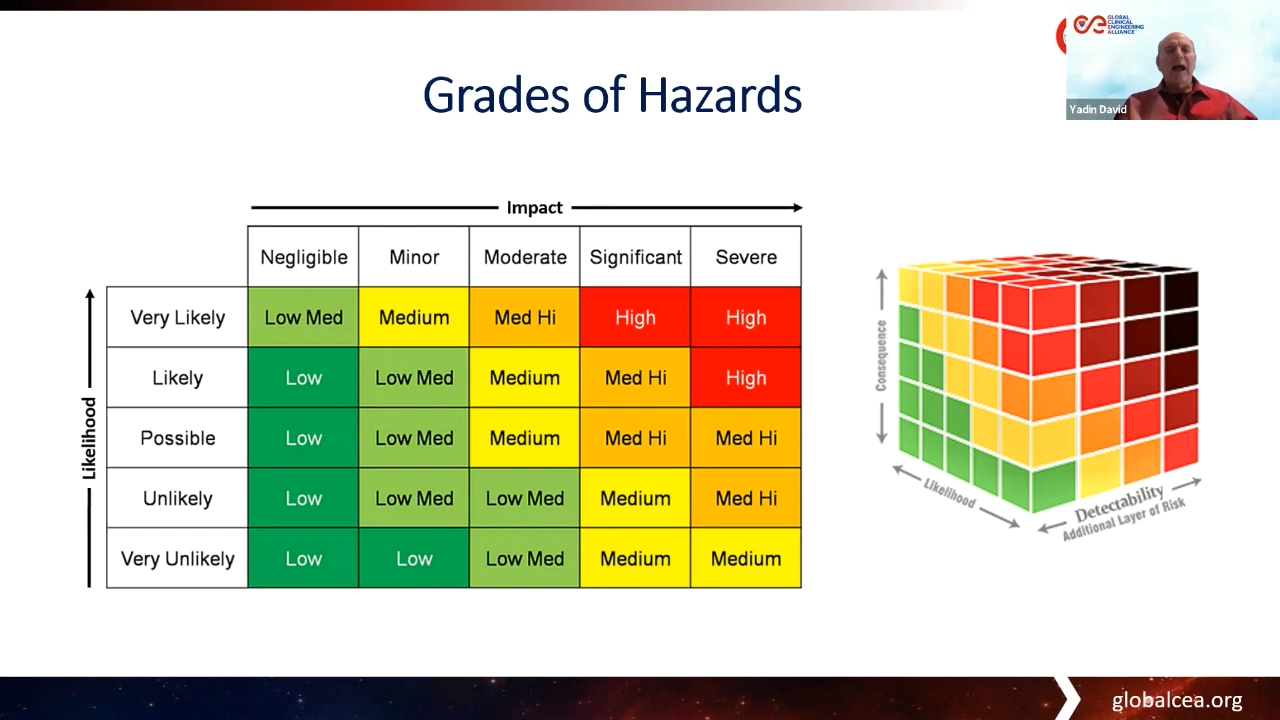 GLOBAL
CLINICAL
ENGINEERING
ALLIANCE
Yadin David
Grades of Hazards
Impact
Negligible Minor Moderate Significant Severe
Very Likely Low Med Medium Med Hi High High
Likely Low Low Med Medium Med Hi High
Possible Low Low Med Medium Med Hi Med Hi
Unlikely Low Low Med Low Med Medium Med Hi
Very Unlikely Low Low Low Med Medium Medium
Likelihood
Consequence
Likelihood
Detectability
Additional Layer of Risk
globalcea.org